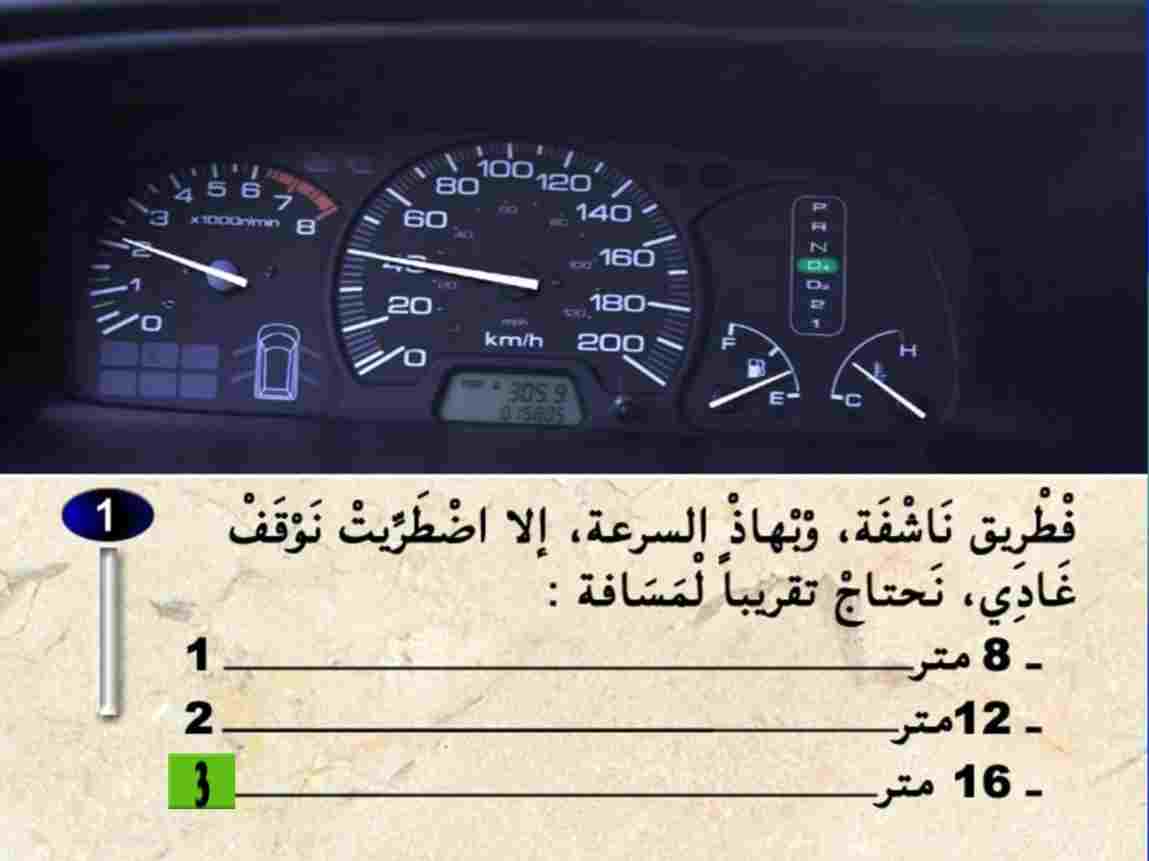 5 6
4 7
3 x1000r/min 8
2
1
0
100
80 120
60 140
40 160
20 180
0 km/h 200
mph
305.9
P
R
N
D₄
D₃
2
1
F E
H C
1
فْطْرِيق نَاشْفَة، وْبْهاذْ السرعة، إلا اضْطَرِّيتْ نَوْقَفْ
غَادِي، نَحتاجْ تقريباً لْمَسَافة :
ـ 8 متر 1
ـ 12متر 2
ـ 16 متر 3